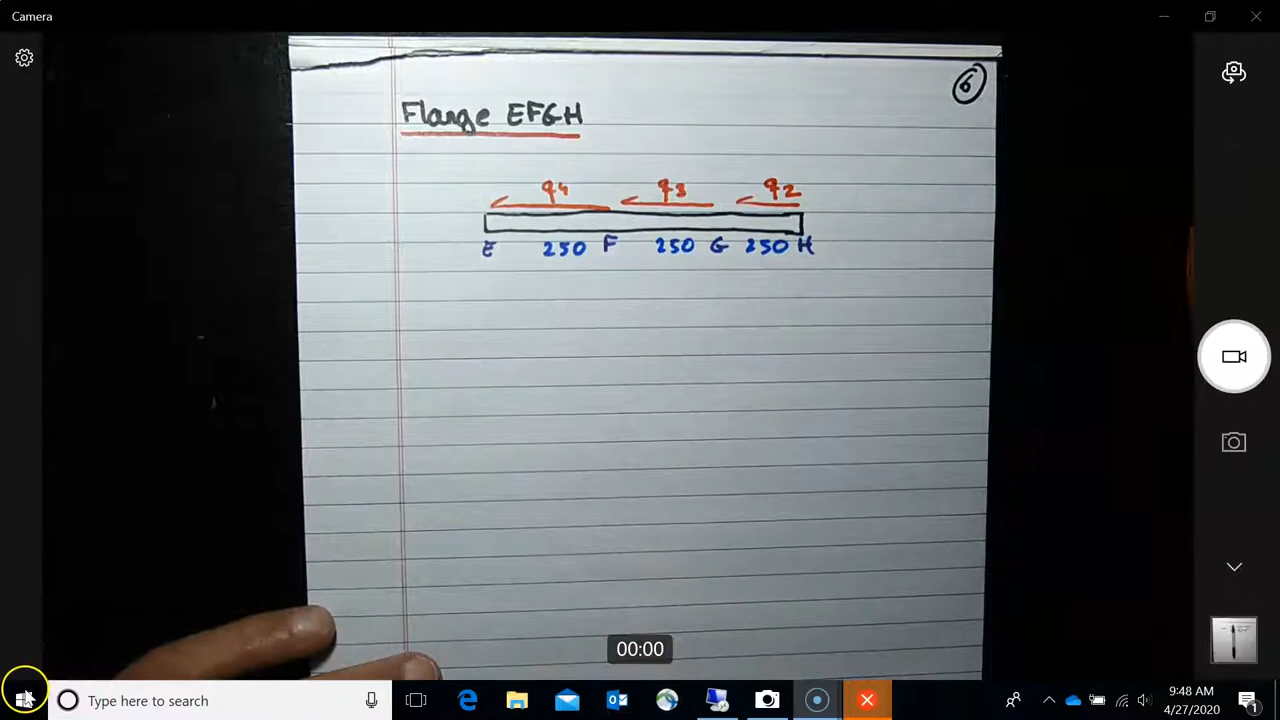 Camera
6
Flange EFGH
q4 q3 q2
E 250 F 250 G 250 H
00:00
Type here to search
9:48 AM
4/27/2020
1